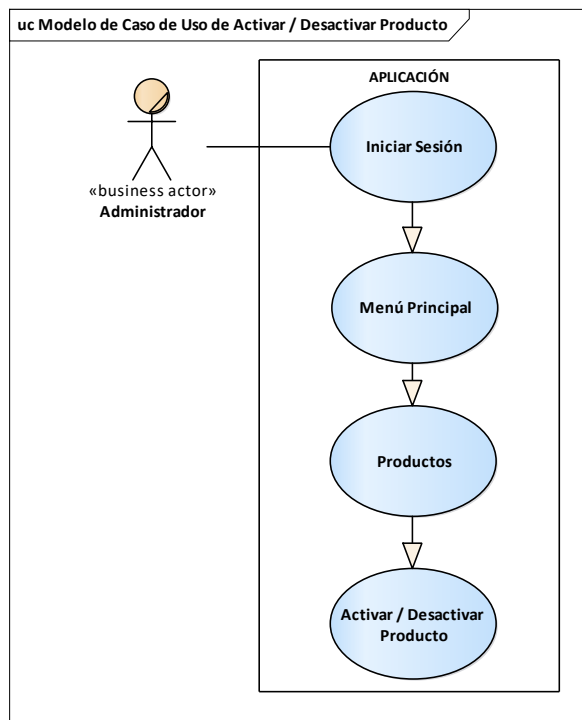 uc Modelo de Caso de Uso de Activar / Desactivar Producto
APLICACIÓN
Iniciar Sesión
«business actor»
Administrador
Menú Principal
Productos
Activar / Desactivar
Producto